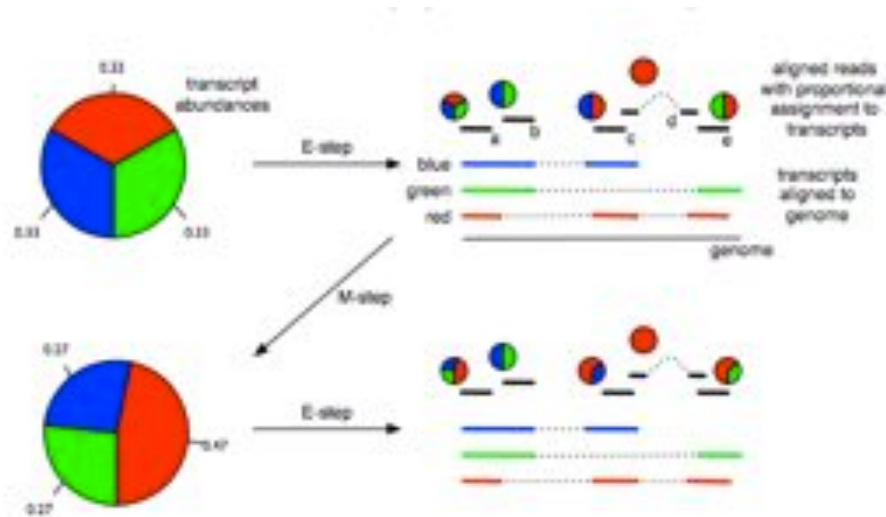 0.33
transcript
abundances
0.33
0.33
E-step
aligned reads
with proportional
assignment to
transcripts
a
b
c
d
e
blue
green
red
transcripts
aligned to
genome
genome
M-step
0.27
0.47
0.27
E-step